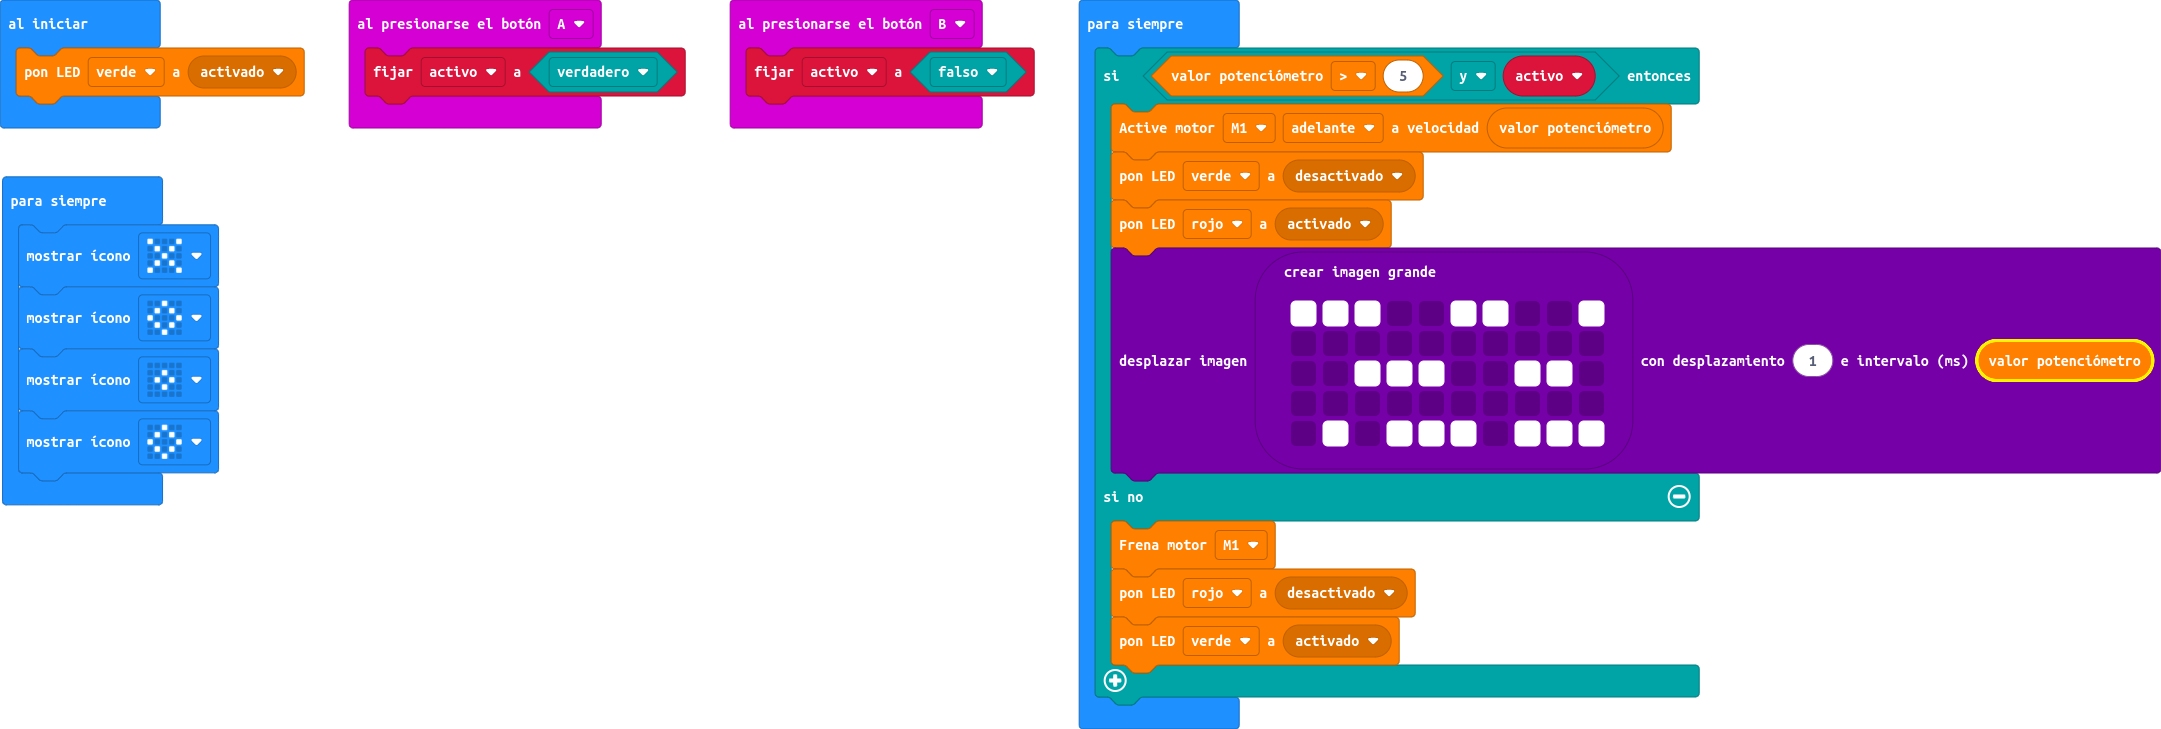 al iniciar
pon LED verde a activado
al presionarse el botón A
fijar activo a verdadero
al presionarse el botón B
fijar activo a falso
para siempre
mostrar ícono
mostrar ícono
mostrar ícono
mostrar ícono
para siempre
si valor potenciómetro > 5 y activo entonces
Active motor M1 adelante a velocidad valor potenciómetro
pon LED verde a desactivado
pon LED rojo a activado
crear imagen grande
desplazar imagen con desplazamiento 1 e intervalo (ms) valor potenciómetro
si no
Frena motor M1
pon LED rojo a desactivado
pon LED verde a activado